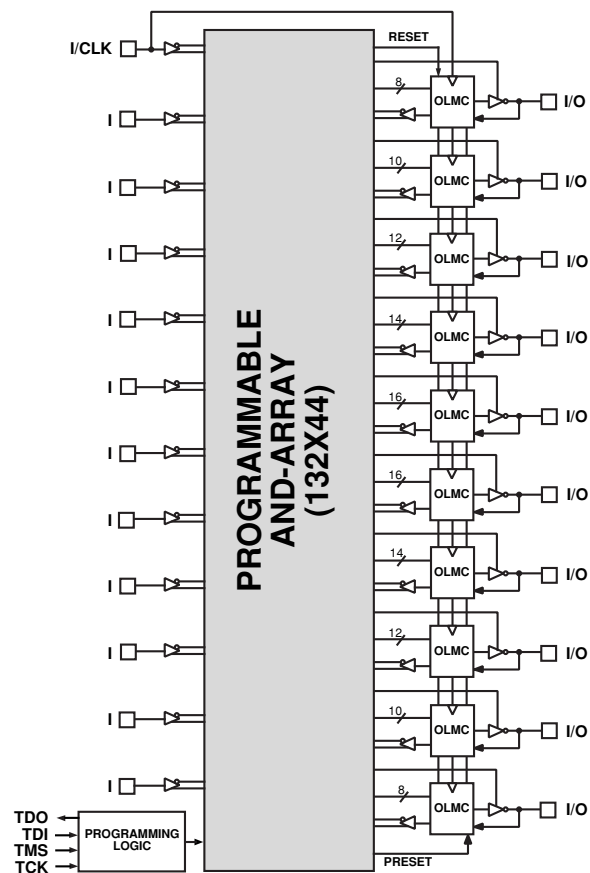 RESET
I/CLK
8
OLMC
I/O
I
10
OLMC
I/O
I
12
OLMC
I/O
I
14
OLMC
I/O
I
16
OLMC
I/O
I
PROGRAMMABLE
AND-ARRAY
(132X44)
16
OLMC
I/O
I
14
OLMC
I/O
I
12
OLMC
I/O
I
10
OLMC
I/O
I
8
OLMC
I/O
I
I
TDO
TDI
TMS
TCK
PROGRAMMING
LOGIC
PRESET